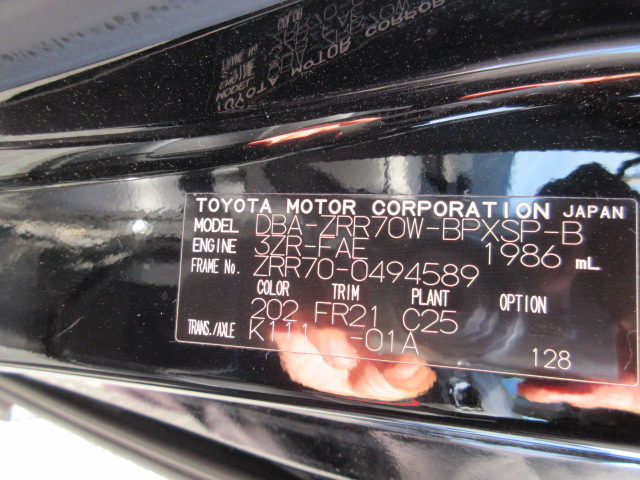 TOYOTA MOTOR CORPORATION JAPAN
MODEL DBA-ZRR70W-BPXSP-B
ENGINE 3ZR-FAE 1986 mL
FRAME No. ZRR70-0494589
COLOR TRIM PLANT OPTION
202 FR21 C25
TRANS./AXLE K111 -01A
128